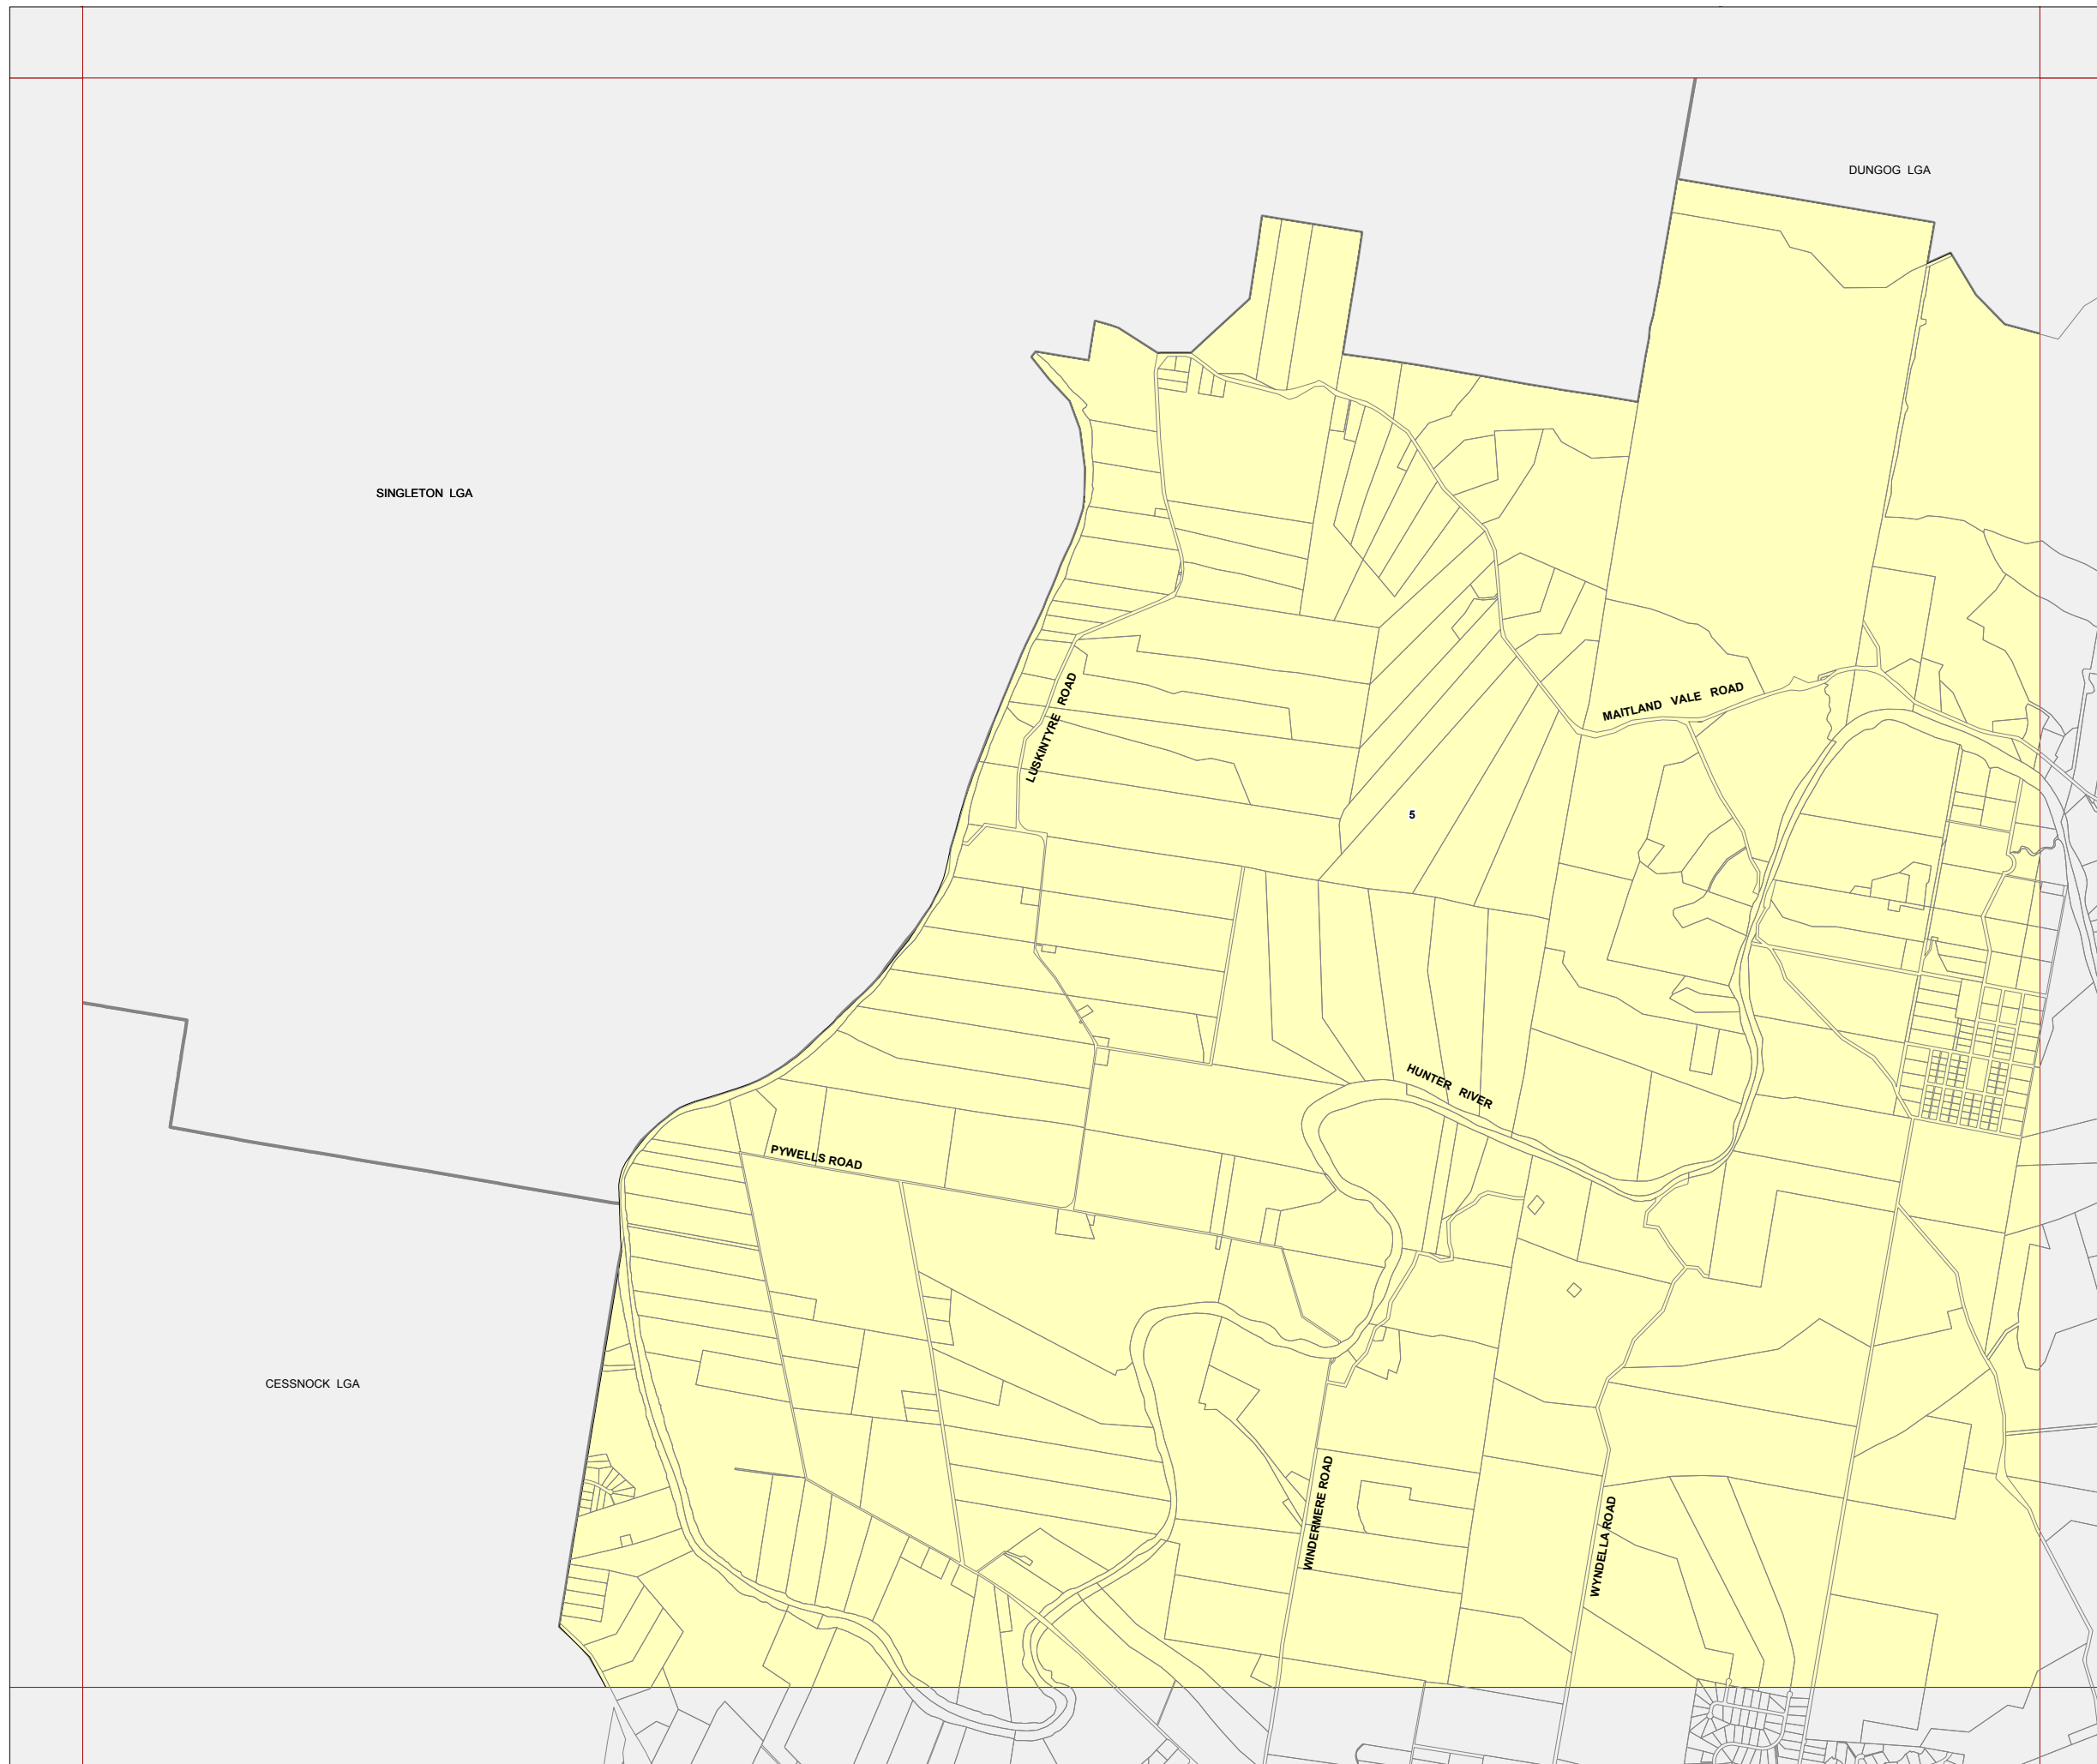 DUNGOG LGA
SINGLETON LGA
LUSKINTYRE ROAD
MAITLAND VALE ROAD
5
HUNTER RIVER
PYWELLS ROAD
CESSNOCK LGA
WINDERMERE ROAD
WYNDELLA ROAD